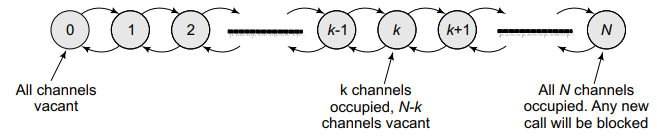 0 1 2 k-1 k k+1 N
All channels
vacant
k channels
occupied, N-k
channels vacant
All N channels
occupied. Any new
call will be blocked